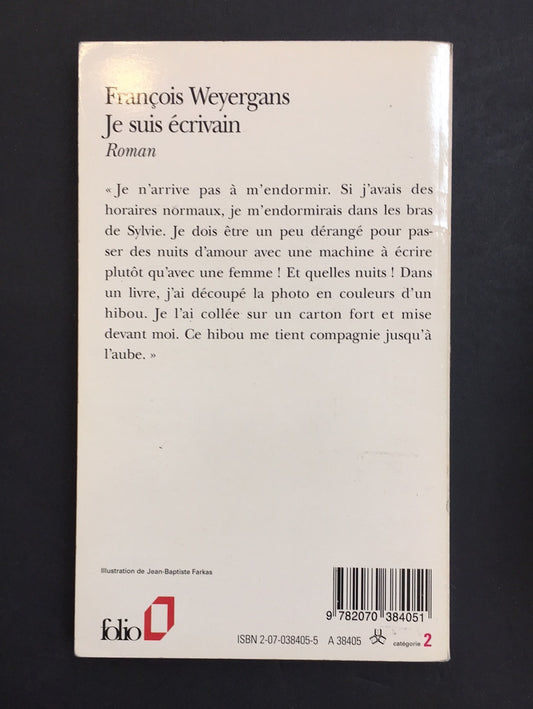 François Weyergans
Je suis écrivain
Roman
« Je n'arrive pas à m'endormir. Si j'avais des
horaires normaux, je m'endormirais dans les bras
de Sylvie. Je dois être un peu dérangé pour pas-
ser des nuits d'amour avec une machine à écrire
plutôt qu'avec une femme ! Et quelles nuits ! Dans
un livre, j'ai découpé la photo en couleurs d'un
hibou. Je l'ai collée sur un carton fort et mise
devant moi. Ce hibou me tient compagnie jusqu'à
l'aube. »
Illustration de Jean-Baptiste Farkas
9 782070 384051
folio
ISBN 2-07-038405-5 A 38405 catégorie 2